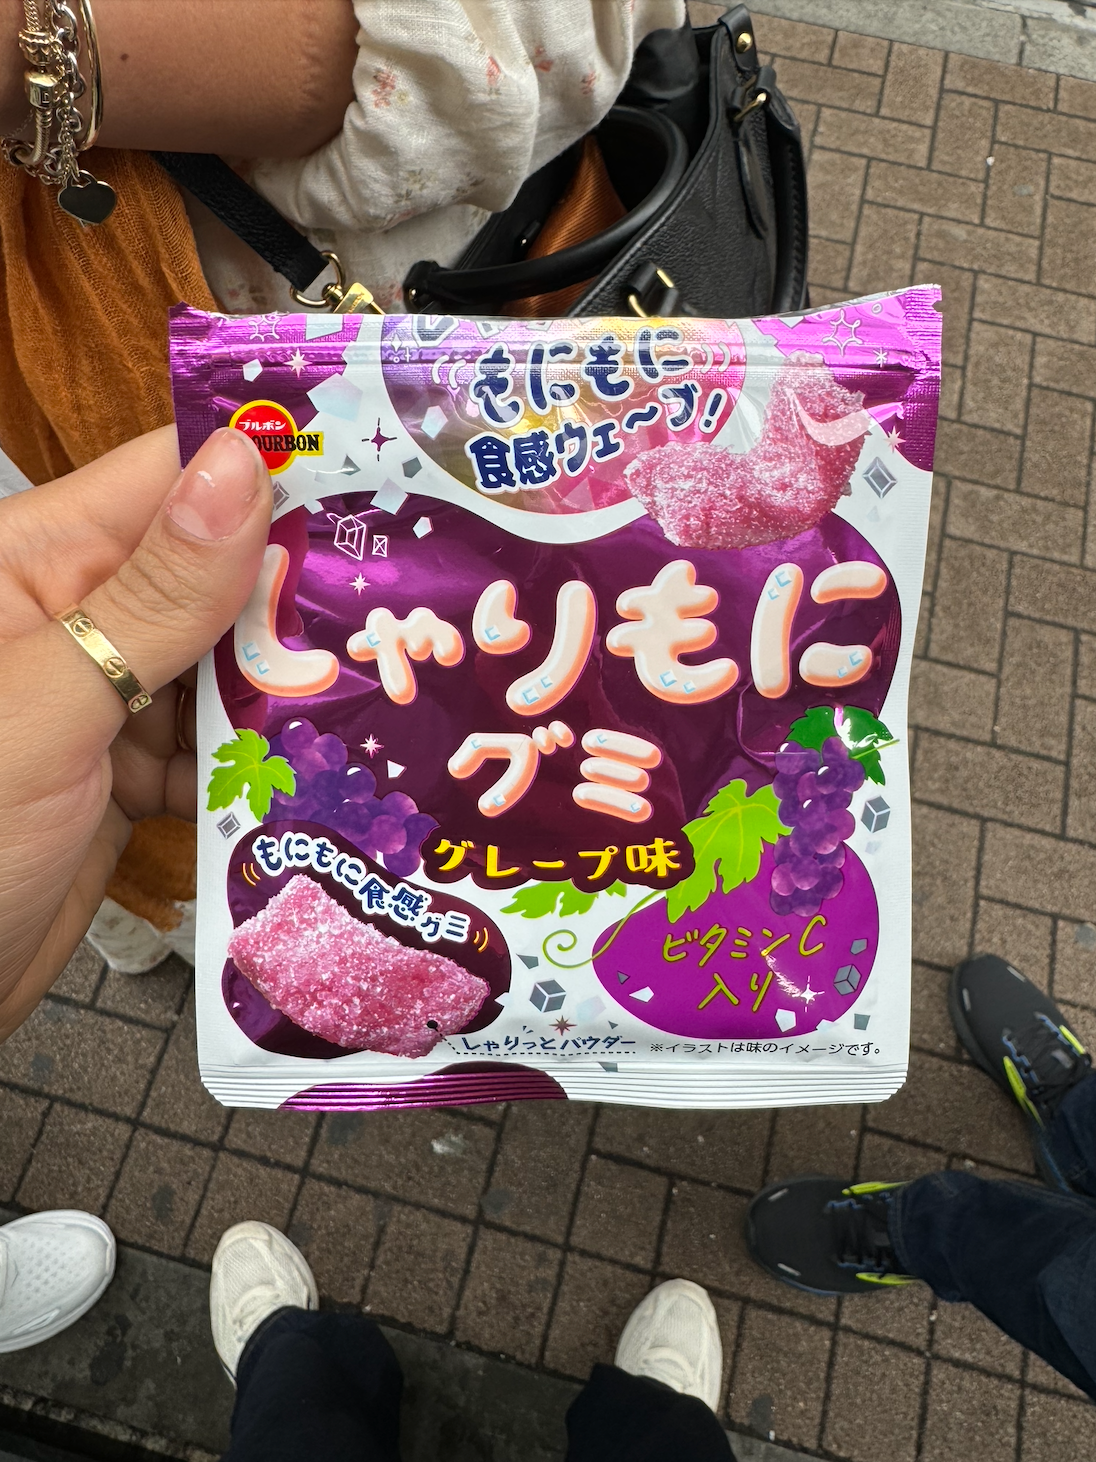 もにもに
食感ウェ〜ブ!
ブルボン
BOURBON
しゃりもに
グミ
グレープ味
もにもに食感グミ
ビタミンC
入り
しゃりっとパウダー
※イラストは味のイメージです。